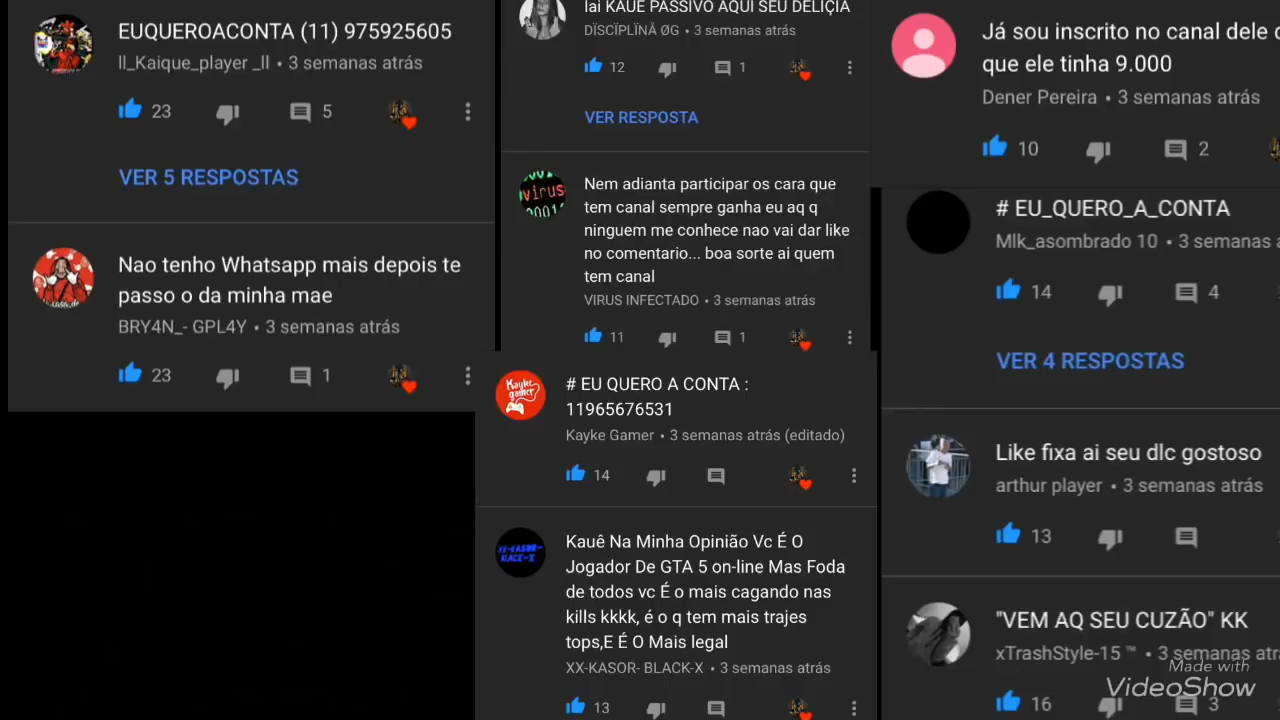 EUQUEROACONTA (11) 975925605
ll_Kaique_player _ll • 3 semanas atrás
23 5
VER 5 RESPOSTAS
Nao tenho Whatsapp mais depois te
passo o da minha mae
BRY4N_- GPL4Y • 3 semanas atrás
23 1
Iai KAUE PASSIVO AQUI SEU DELIÇIA
DÏSCÏPLÏNÅ ØG • 3 semanas atrás
12 1
VER RESPOSTA
virus
Nem adianta participar os cara que
tem canal sempre ganha eu aq q
ninguem me conhece nao vai dar like
no comentario... boa sorte ai quem
tem canal
VIRUS INFECTADO • 3 semanas atrás
11 1
Kayke
gamer
# EU QUERO A CONTA :
11965676531
Kayke Gamer • 3 semanas atrás (editado)
14
XX-KASOR-
BLACK-X
Kauê Na Minha Opinião Vc É O
Jogador De GTA 5 on-line Mas Foda
de todos vc É o mais cagando nas
kills kkkk, é o q tem mais trajes
tops,E É O Mais legal
XX-KASOR- BLACK-X • 3 semanas atrás
13
Já sou inscrito no canal dele
que ele tinha 9.000
Dener Pereira • 3 semanas atrás
10 2
# EU_QUERO_A_CONTA
Mlk_asombrado 10 • 3 semanas
14 4
VER 4 RESPOSTAS
Like fixa ai seu dlc gostoso
arthur player • 3 semanas atrás
13
"VEM AQ SEU CUZÃO" KK
xTrashStyle-15 ™ • 3 semanas
16 3
Made with
VideoShow